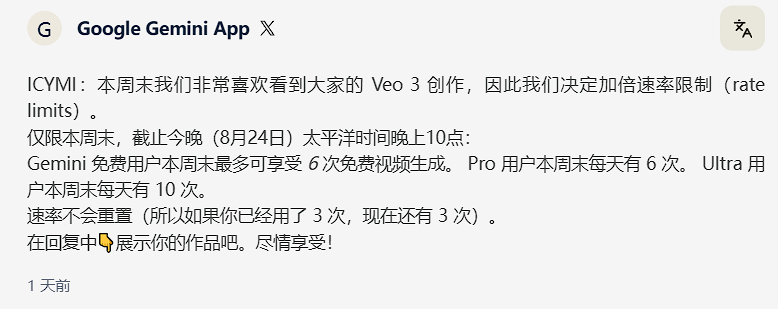 G Google Gemini App X
ICYMI：本周末我们非常喜欢看到大家的 Veo 3 创作，因此我们决定加倍速率限制（rate
limits）。
仅限本周末，截止今晚（8月24日）太平洋时间晚上10点：
Gemini 免费用户本周末最多可享受 6 次免费视频生成。 Pro 用户本周末每天有 6 次。 Ultra 用
户本周末每天有 10 次。
速率不会重置（所以如果你已经用了 3 次，现在还有 3 次）。
在回复中👇展示你的作品吧。尽情享受！
1 天前